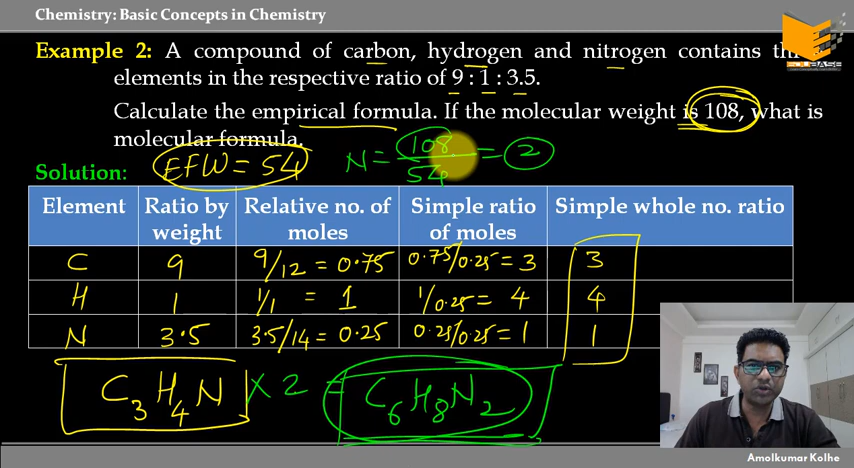 Chemistry: Basic Concepts in Chemistry
Example 2: A compound of carbon, hydrogen and nitrogen contains
elements in the respective ratio of 9 : 1 : 3.5.
Calculate the empirical formula. If the molecular weight is 108, what is
molecular formula.
EFW = 54 N = 108/54 = 2
Solution:
Element Ratio by weight Relative no. of moles Simple ratio of moles Simple whole no. ratio
C 9 9/12 = 0.75 0.75/0.25 = 3 3
H 1 1/1 = 1 1/0.25 = 4 4
N 3.5 3.5/14 = 0.25 0.25/0.25 = 1 1
C3H4N × 2 = C6H8N2
Amolkumar Kolhe